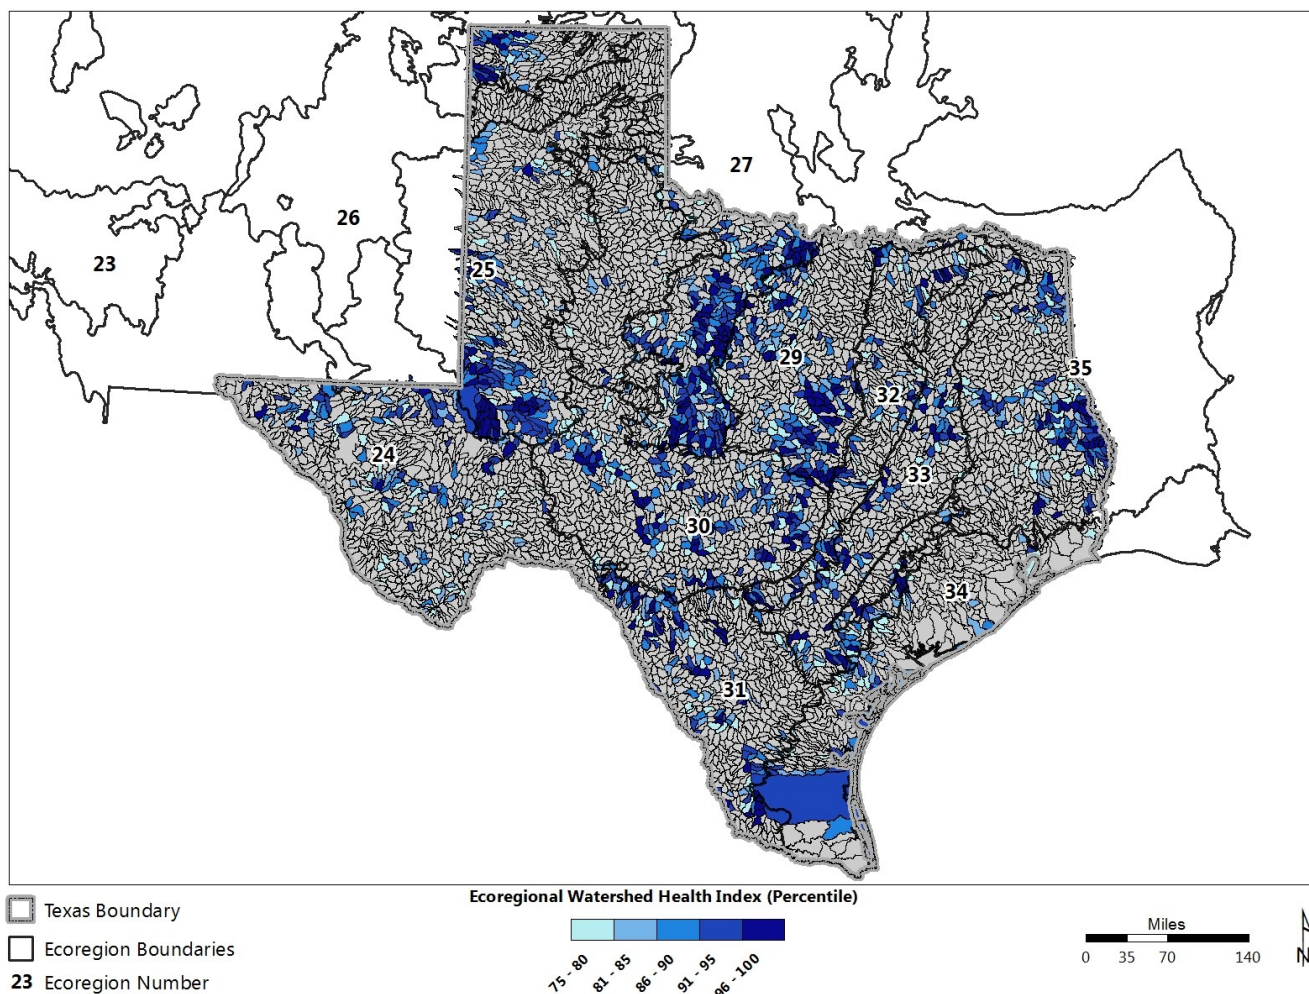 27
26
23
25
29
35
32
24
33
30
34
31
Ecoregional Watershed Health Index (Percentile)
Texas Boundary
Ecoregion Boundaries
23 Ecoregion Number
75 - 80
81 - 85
86 - 90
91 - 95
96 - 100
Miles
0 35 70 140
N